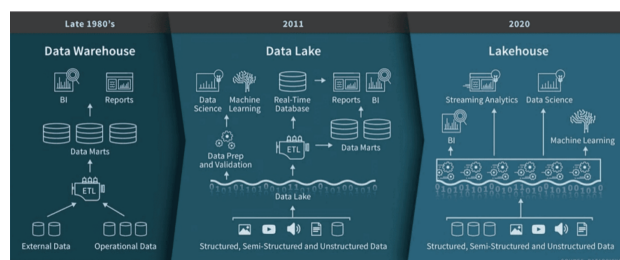 Late 1980's
Data Warehouse
BI
Reports
Data Marts
ETL
External Data
Operational Data
2011
Data Lake
Data
Science
Machine
Learning
Real-Time
Database
Reports
BI
Data Prep
and Validation
ETL
Data Marts
Data Lake
Structured, Semi-Structured and Unstructured Data
2020
Lakehouse
Streaming Analytics
Data Science
BI
Machine Learning
Structured, Semi-Structured and Unstructured Data